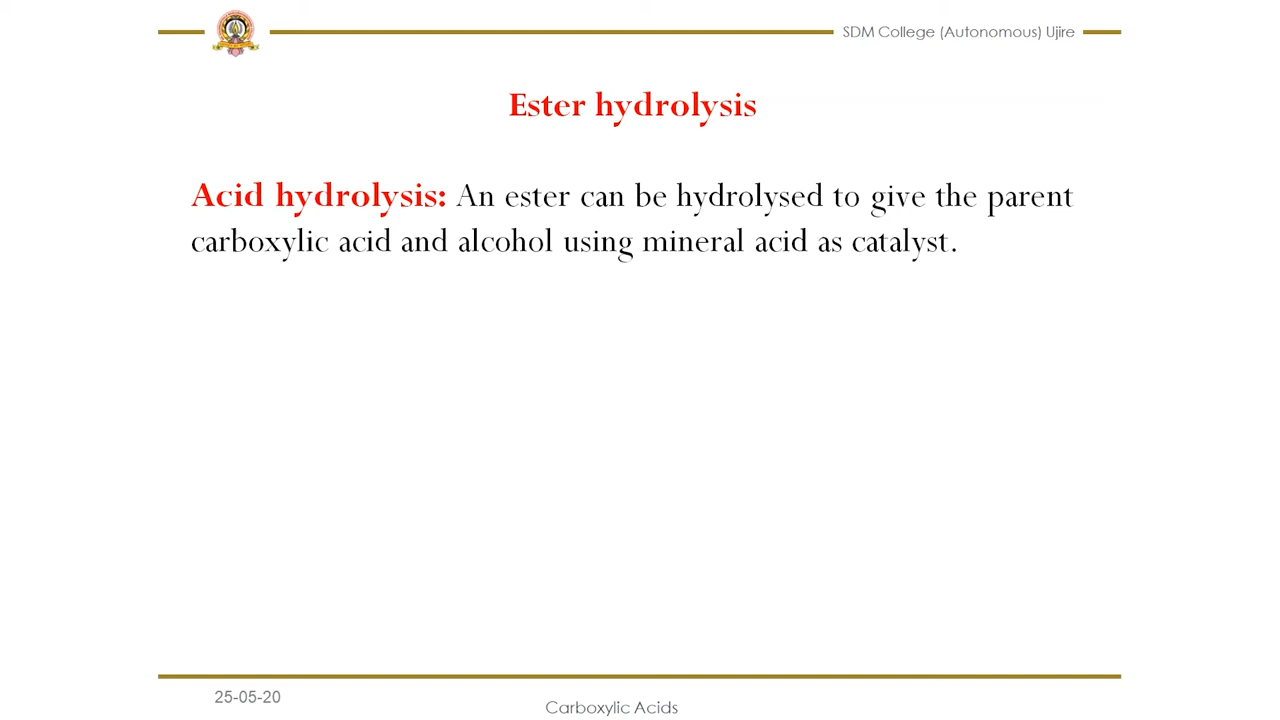 SDM College (Autonomous) Ujire
Ester hydrolysis
Acid hydrolysis: An ester can be hydrolysed to give the parent
carboxylic acid and alcohol using mineral acid as catalyst.
25-05-20
Carboxylic Acids